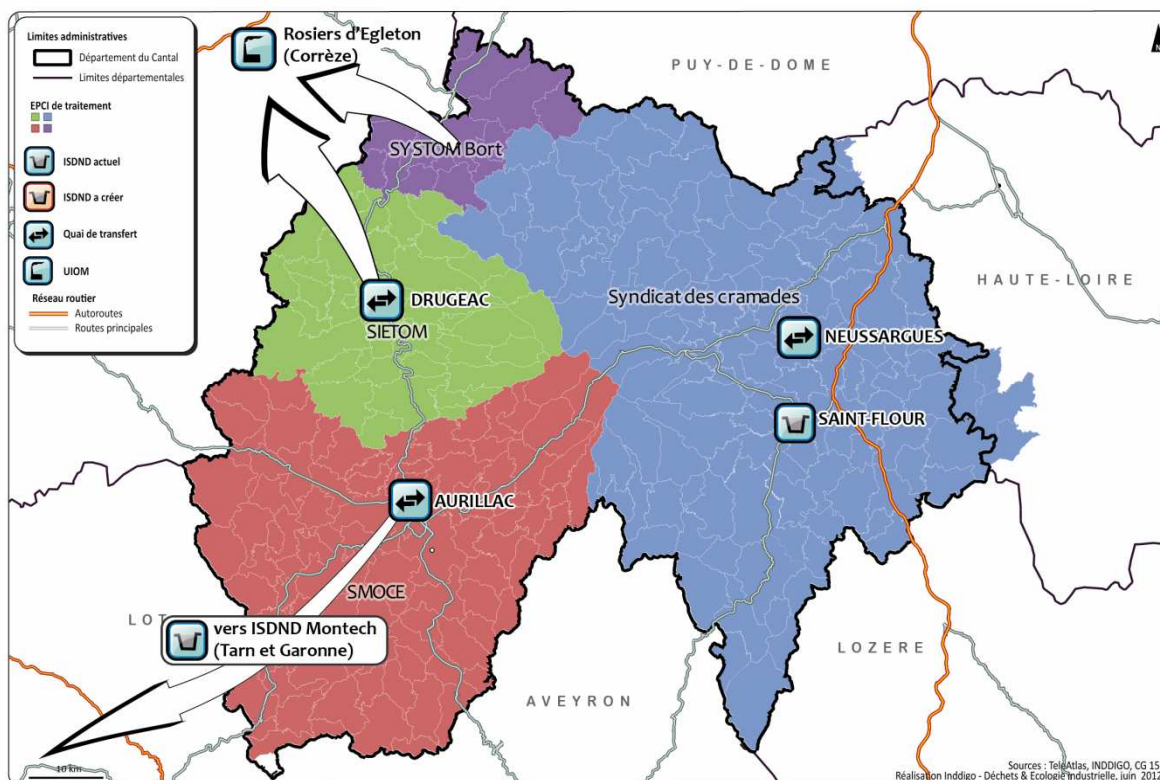 Limites administratives
Département du Cantal
Limites départementales
EPCI de traitement
ISDND actuel
ISDND a créer
Quai de transfert
UIOM
Réseau routier
Autoroutes
Routes principales
Rosiers d'Egleton
(Corrèze)
PUY-DE-DOME
SYSTOM Bort
HAUTE-LOIRE
Syndicat des cramades
DRUGEAC
SIETOM
NEUSSARGUES
SAINT-FLOUR
AURILLAC
SMOCE
LOT
vers ISDND Montech
(Tarn et Garonne)
LOZERE
AVEYRON
10 km
Sources : TeleAtlas, INDDIGO, CG 15
Réalisation Inddigo - Déchets & Ecologie industrielle, juin